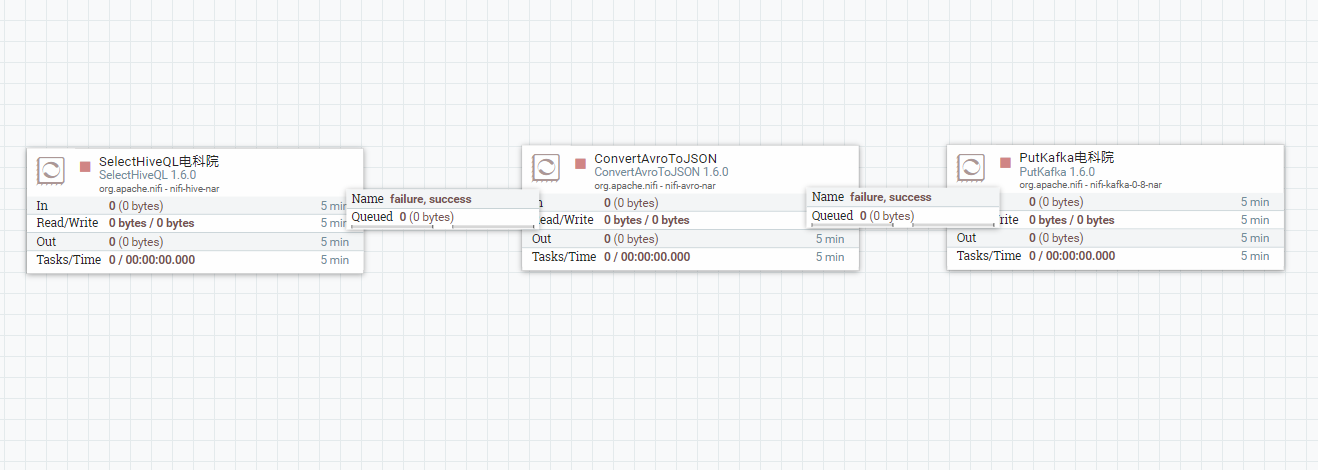 SelectHiveQL电科院
SelectHiveQL 1.6.0
org.apache.nifi - nifi-hive-nar
In 0 (0 bytes) 5 min
Read/Write 0 bytes / 0 bytes 5 min
Out 0 (0 bytes) 5 min
Tasks/Time 0 / 00:00:00.000 5 min
Name failure, success
Queued 0 (0 bytes)
ConvertAvroToJSON
ConvertAvroToJSON 1.6.0
org.apache.nifi - nifi-avro-nar
n 0 (0 bytes)
Read/Write 0 bytes / 0 bytes
Out 0 (0 bytes) 5 min
Tasks/Time 0 / 00:00:00.000 5 min
Name failure, success
Queued 0 (0 bytes)
PutKafka电科院
PutKafka 1.6.0
org.apache.nifi - nifi-kafka-0-8-nar
0 (0 bytes) 5 min
rite 0 bytes / 0 bytes 5 min
Out 0 (0 bytes) 5 min
Tasks/Time 0 / 00:00:00.000 5 min